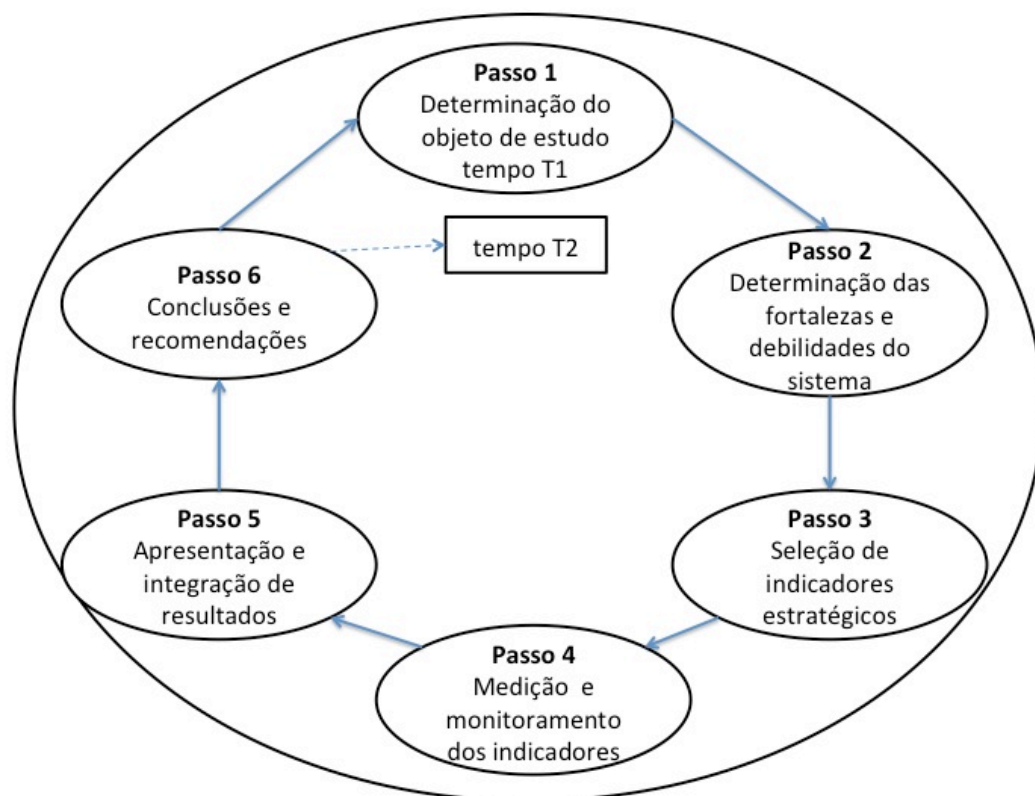 Passo 1
Determinação do
objeto de estudo
tempo T1
tempo T2
Passo 2
Determinação das
fortalezas e
debilidades do
sistema
Passo 3
Seleção de
indicadores
estratégicos
Passo 4
Medição e
monitoramento
dos indicadores
Passo 5
Apresentação e
integração de
resultados
Passo 6
Conclusões e
recomendações